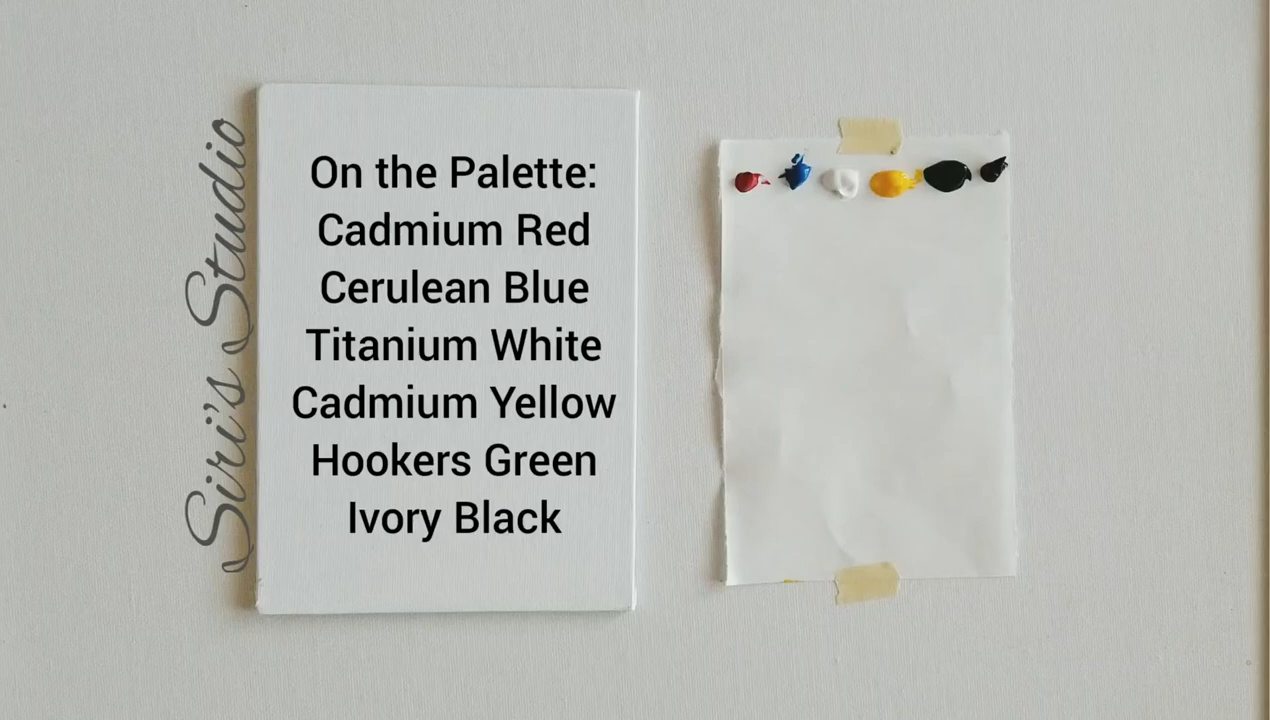 Siri's Studio
On the Palette:
Cadmium Red
Cerulean Blue
Titanium White
Cadmium Yellow
Hookers Green
Ivory Black